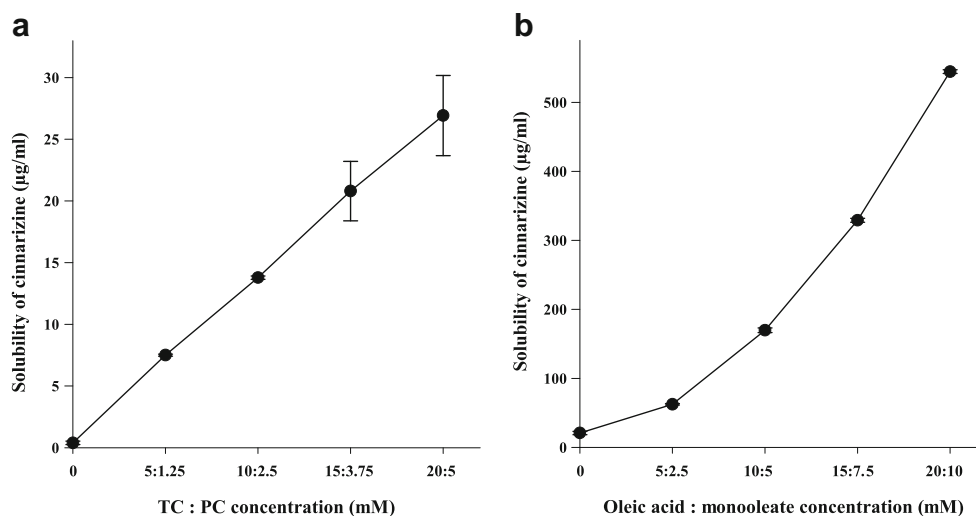 a
Solubility of cinnarizine (µg/ml)
30
25
20
15
10
5
0
0 5:1.25 10:2.5 15:3.75 20:5
TC : PC concentration (mM)
b
Solubility of cinnarizine (µg/ml)
500
400
300
200
100
0
0 5:2.5 10:5 15:7.5 20:10
Oleic acid : monooleate concentration (mM)